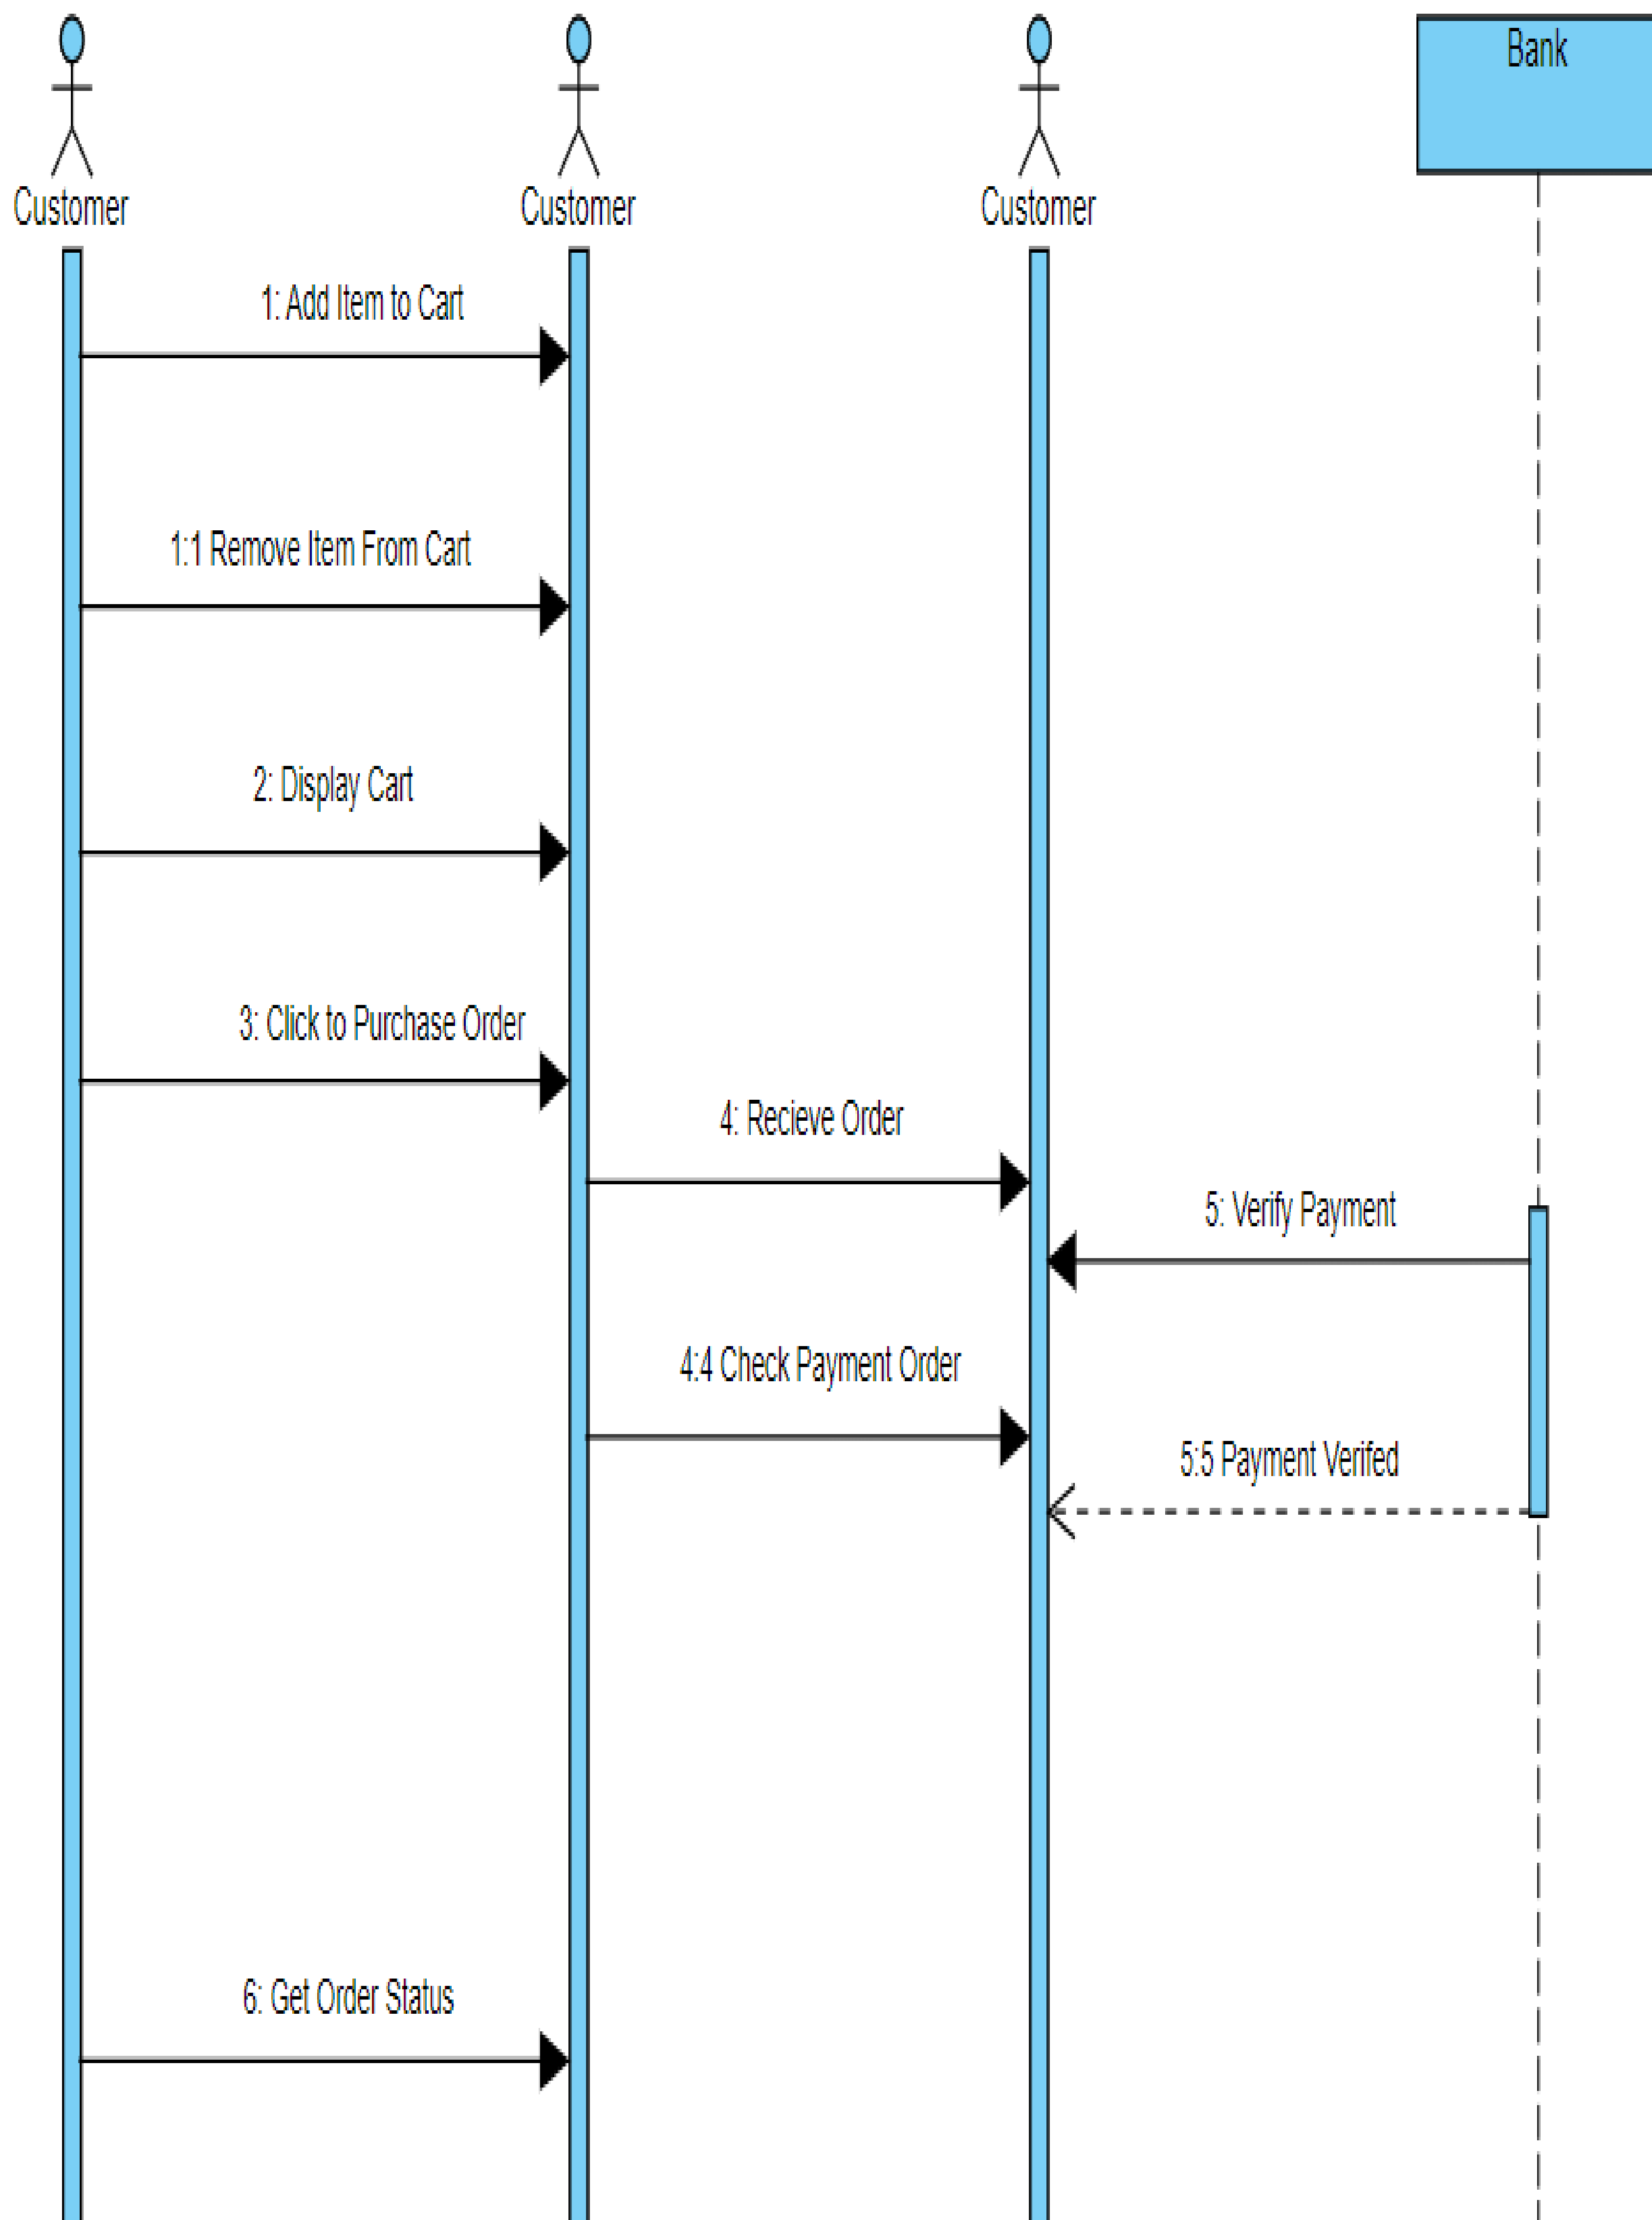 Bank
Customer
Customer
Customer
1: Add Item to Cart
1:1 Remove Item From Cart
2: Display Cart
3: Click to Purchase Order
4: Recieve Order
5: Verify Payment
4:4 Check Payment Order
5:5 Payment Verifed
6: Get Order Status